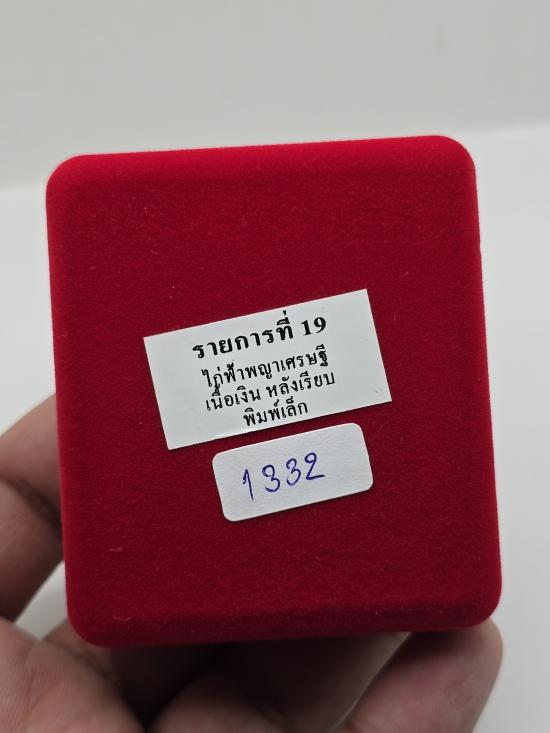 รายการที่ 19
ไก่ฟ้าพญาเศรษฐี
เนื้อเงิน หลังเรียบ
พิมพ์เล็ก
1332